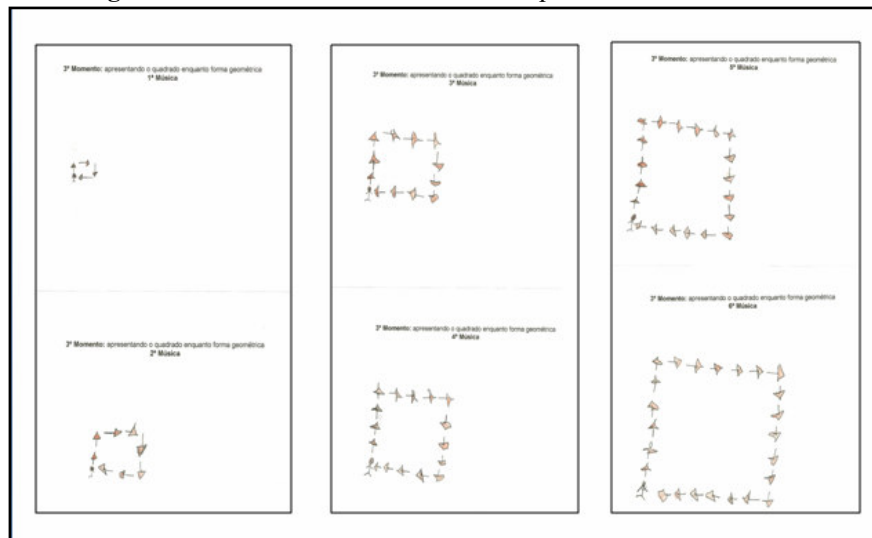 3º Momento: apresentando o quadrado enquanto forma geométrica
1ª Música
3º Momento: apresentando o quadrado enquanto forma geométrica
2ª Música
3º Momento: apresentando o quadrado enquanto forma geométrica
3ª Música
3º Momento: apresentando o quadrado enquanto forma geométrica
4ª Música
3º Momento: apresentando o quadrado enquanto forma geométrica
5ª Música
3º Momento: apresentando o quadrado enquanto forma geométrica
6ª Música